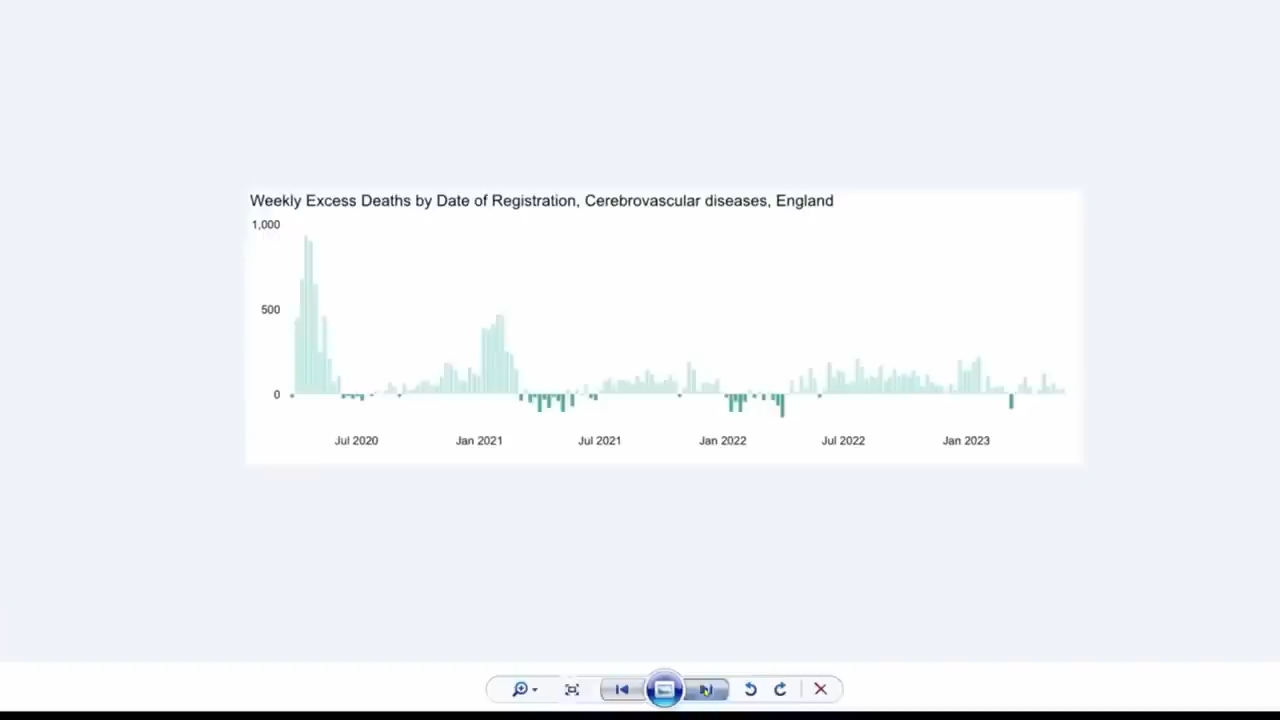 Weekly Excess Deaths by Date of Registration, Cerebrovascular diseases, England
1,000
500
0
Jul 2020 Jan 2021 Jul 2021 Jan 2022 Jul 2022 Jan 2023